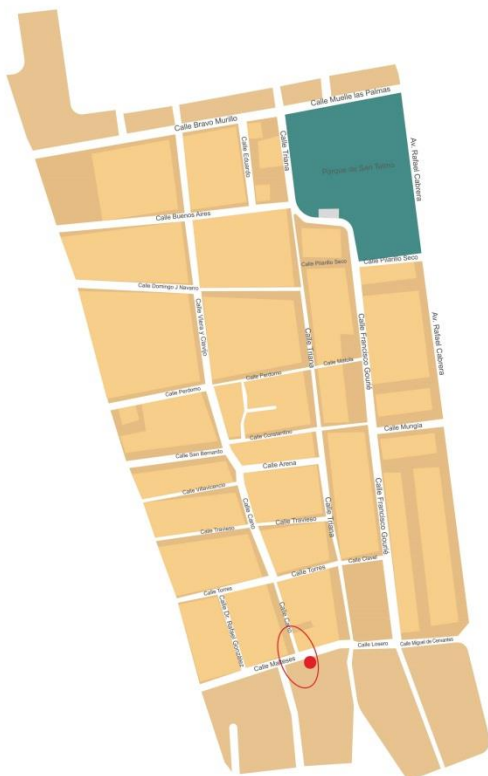 Calle Muelle las Palmas
Calle Bravo Murillo
Calle Eduardo
Calle Triana
Parque de San Telmo
Av. Rafael Cabrera
Calle Buenos Aires
Calle Pilarillo Seco
Calle Pilarillo Seco
Calle Domingo J Navarro
Calle Viera y Clavijo
Calle Triana
Calle Francisco Gourié
Av. Rafael Cabrera
Calle Perdomo
Calle Perdomo
Calle Constantino
Calle Mungia
Calle San Bernardo
Calle Arena
Calle Villavicencio
Calle Cano
Calle Travieso
Calle Travieso
Calle Triana
Calle Francisco Gourié
Calle Torres
Calle Torres
Calle Clavel
Calle Dr. Rafael González
Calle Cano
Calle Malteses
Calle Losero
Calle Miguel de Cervantes